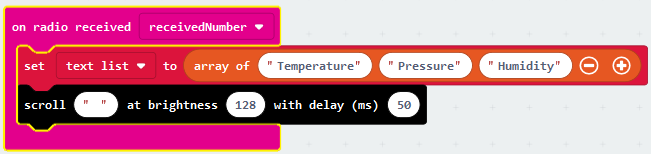 on radio received receivedNumber
set text list to array of "Temperature" "Pressure" "Humidity"
scroll " " at brightness 128 with delay (ms) 50